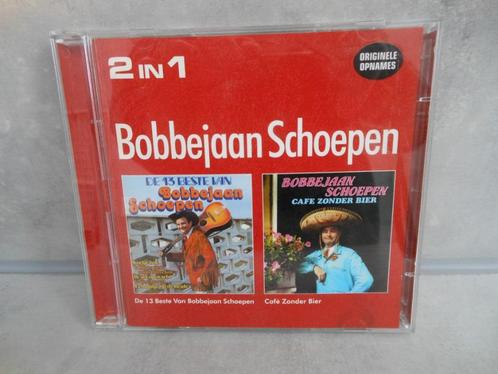 2 IN 1
ORIGINELE
OPNAMES
Bobbejaan Schoepen
DE 13 BESTE VAN
Bobbejaan
Schoepen
BOBBEJAAN
SCHOEPEN
CAFE ZONDER BIER
De 13 Beste Van Bobbejaan Schoepen
Café Zonder Bier